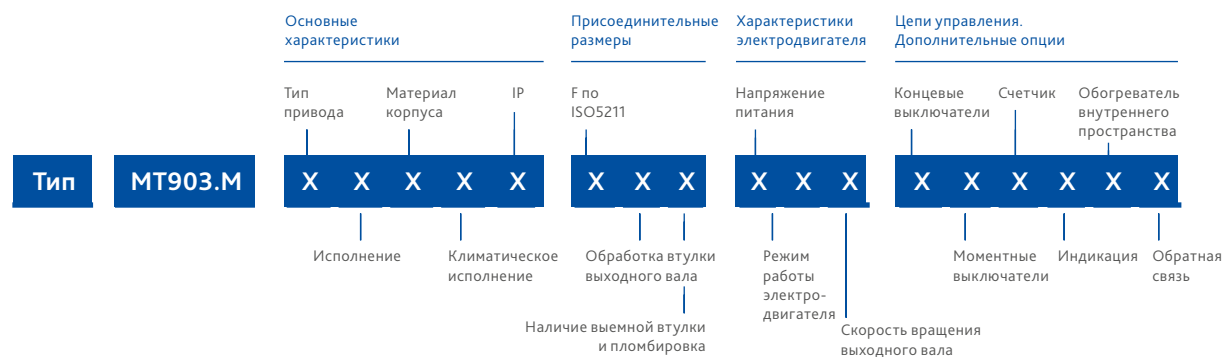 Основные
характеристики
Присоединительные
размеры
Характеристики
электродвигателя
Цепи управления.
Дополнительные опции
Тип
привода
Материал
корпуса
IP
F по
ISO5211
Напряжение
питания
Концевые
выключатели
Счетчик
Обогреватель
внутреннего
пространства
Тип
МТ903.М
X X X X X
X X X
X X X
X X X X X X
Исполнение
Климатическое
исполнение
Обработка втулки
выходного вала
Наличие выемной втулки
и пломбировка
Режим
работы
электро-
двигателя
Скорость вращения
выходного вала
Моментные
выключатели
Индикация
Обратная
связь